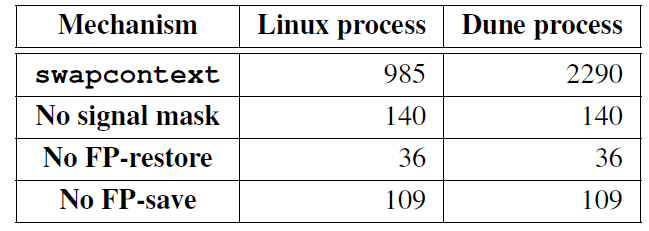 Mechanism Linux process Dune process
swapcontext 985 2290
No signal mask 140 140
No FP-restore 36 36
No FP-save 109 109